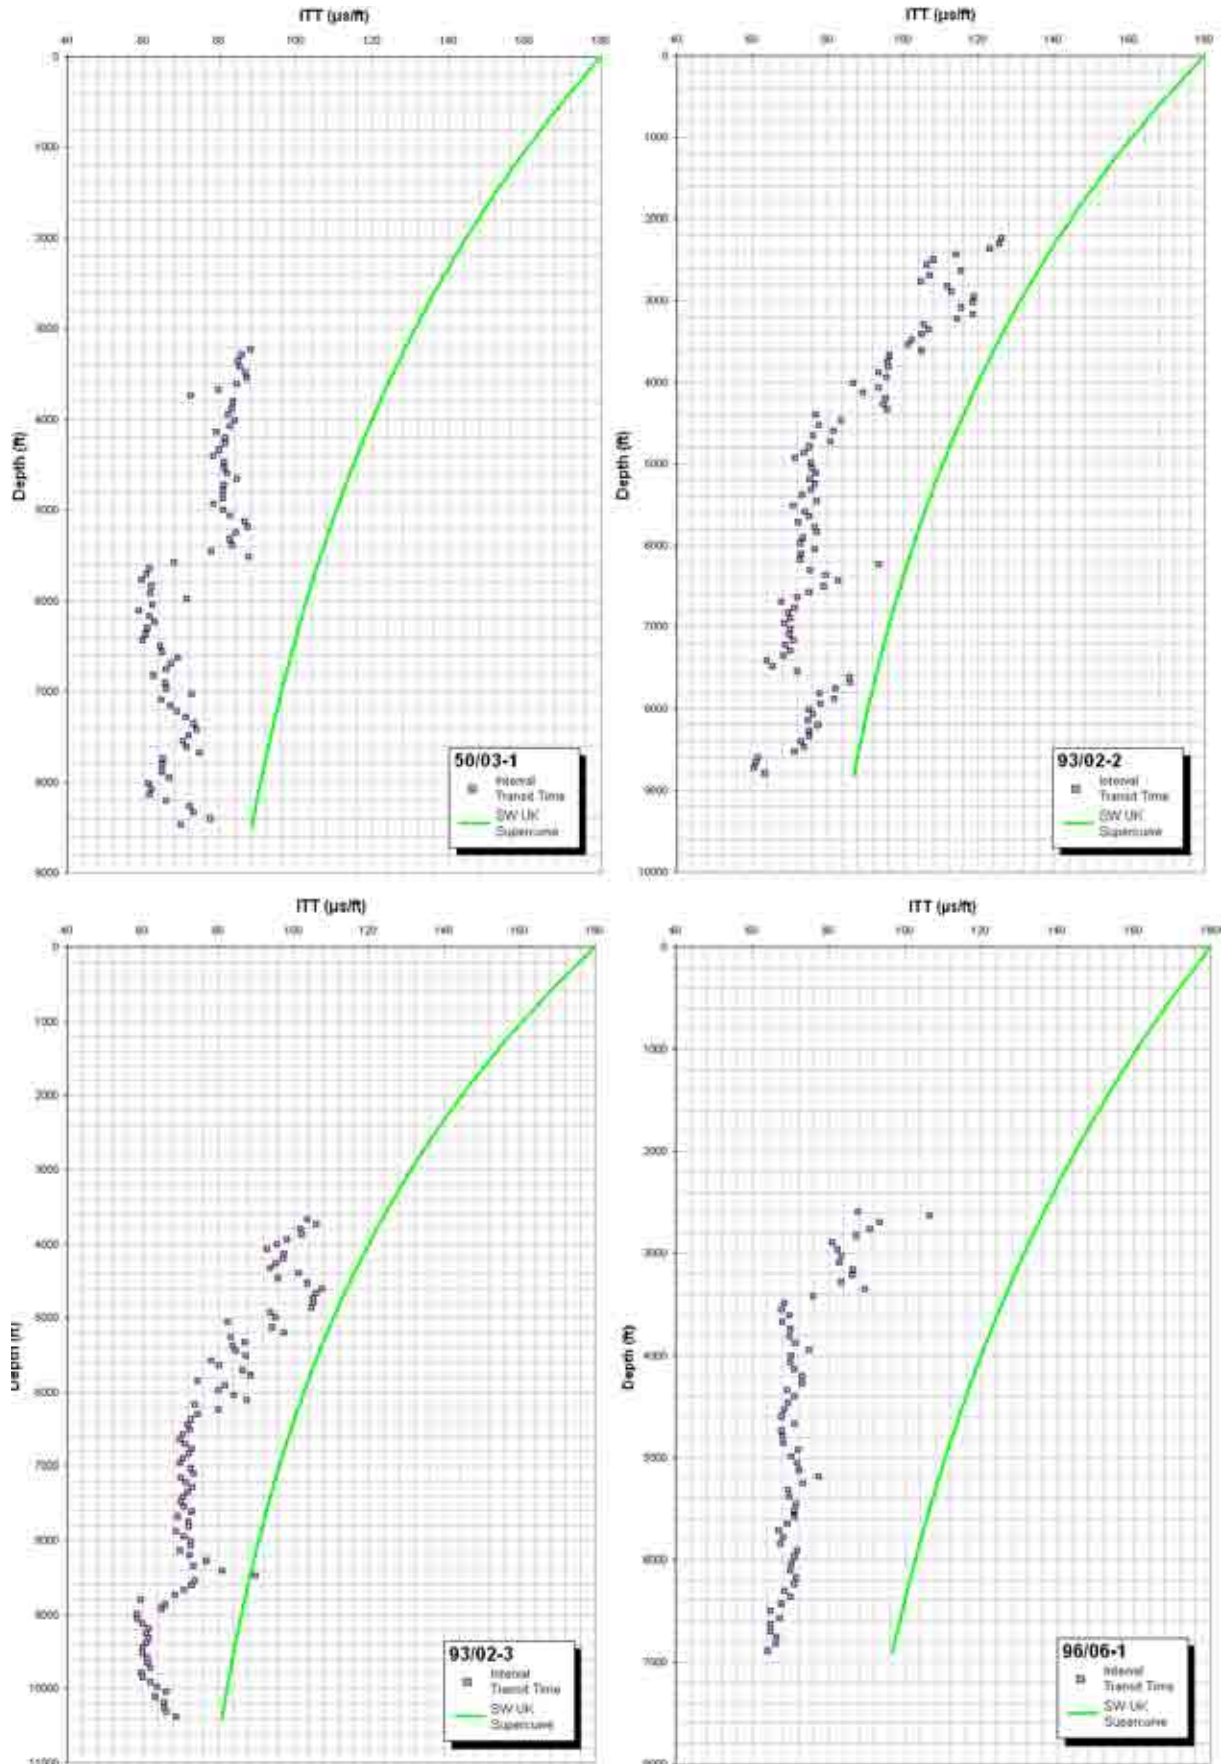 ITT (µs/ft)
40 60 80 100 120 140 160 180
0
1000
2000
3000
4000
5000
6000
7000
8000
9000
Depth (ft)
50/03-1
Interval
Transit Time
SW UK
Supercurve
ITT (µs/ft)
40 60 80 100 120 140 160 180
0
1000
2000
3000
4000
5000
6000
7000
8000
9000
10000
Depth (ft)
93/02-2
Interval
Transit Time
SW UK
Supercurve
ITT (µs/ft)
40 60 80 100 120 140 160 180
0
1000
2000
3000
4000
5000
6000
7000
8000
9000
10000
11000
Depth (ft)
93/02-3
Interval
Transit Time
SW UK
Supercurve
ITT (µs/ft)
40 60 80 100 120 140 160 180
0
1000
2000
3000
4000
5000
6000
7000
8000
Depth (ft)
96/06-1
Interval
Transit Time
SW UK
Supercurve